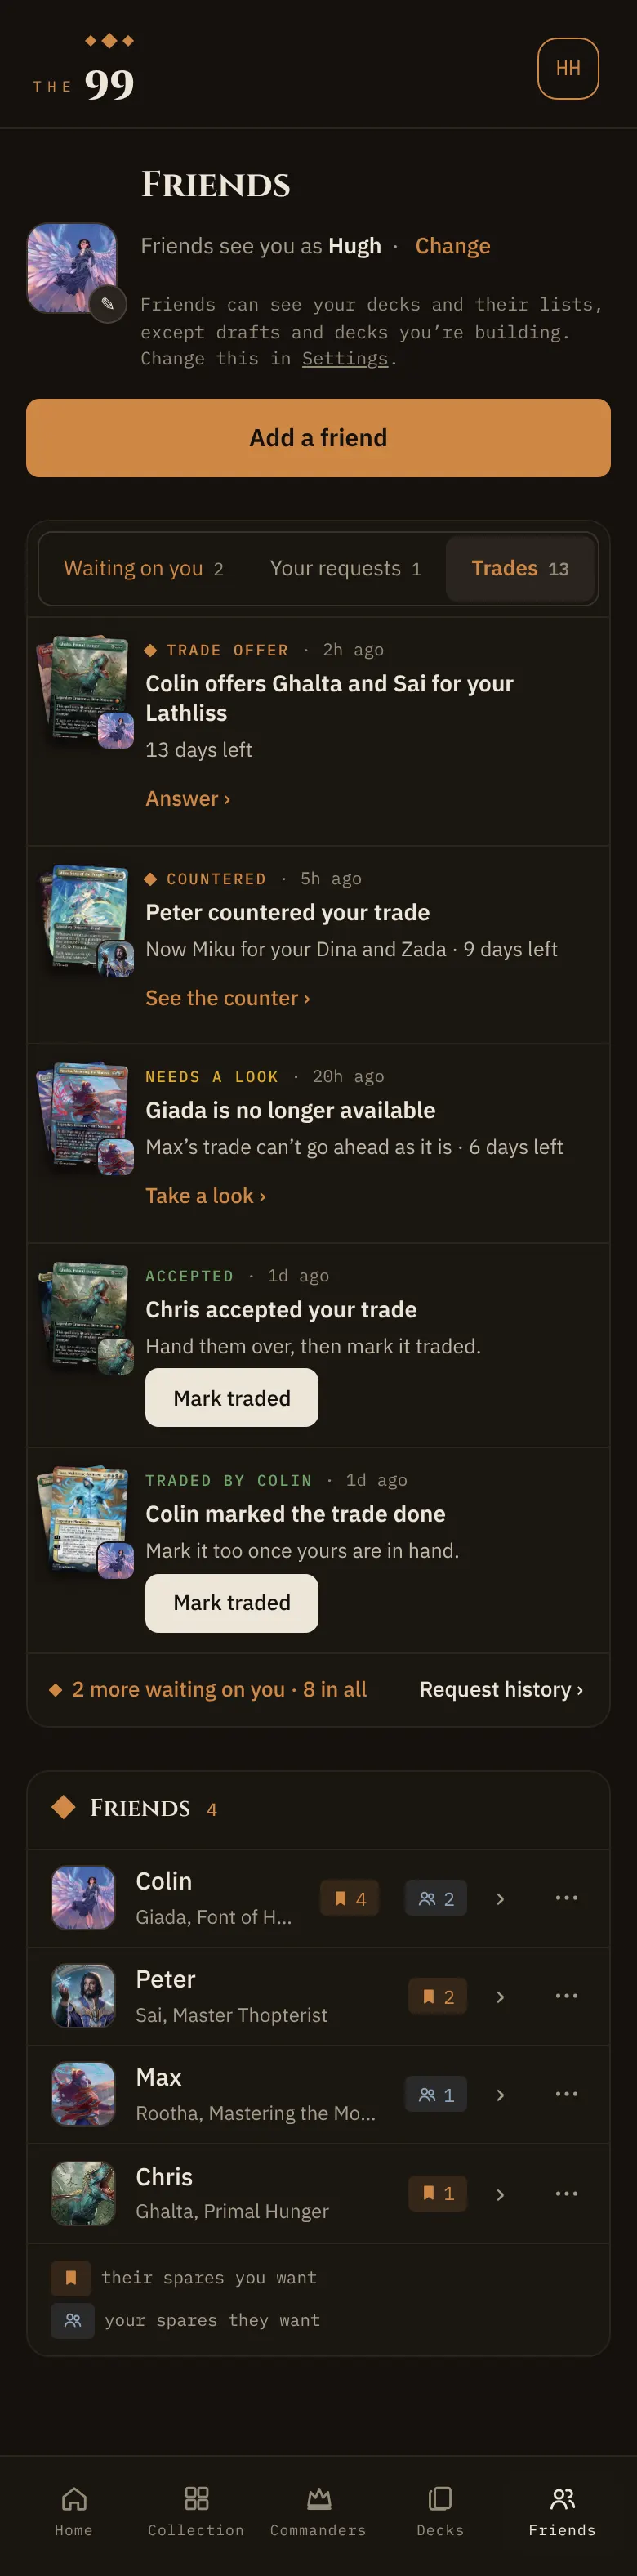 THE 99
HH
Friends
Friends see you as Hugh · Change
Friends can see your decks and their lists,
except drafts and decks you’re building.
Change this in Settings.
Add a friend
Waiting on you 2
Your requests 1
Trades 13
TRADE OFFER · 2h ago
Colin offers Ghalta and Sai for your
Lathliss
13 days left
Answer ›
COUNTERED · 5h ago
Peter countered your trade
Now Miku for your Dina and Zada · 9 days left
See the counter ›
NEEDS A LOOK · 20h ago
Giada is no longer available
Max’s trade can’t go ahead as it is · 6 days left
Take a look ›
ACCEPTED · 1d ago
Chris accepted your trade
Hand them over, then mark it traded.
Mark traded
TRADED BY COLIN · 1d ago
Colin marked the trade done
Mark it too once yours are in hand.
Mark traded
2 more waiting on you · 8 in all
Request history ›
Friends 4
Colin
Giada, Font of H...
4
2
Peter
Sai, Master Thopterist
2
Max
Rootha, Mastering the Mo...
1
Chris
Ghalta, Primal Hunger
1
their spares you want
your spares they want
Home
Collection
Commanders
Decks
Friends